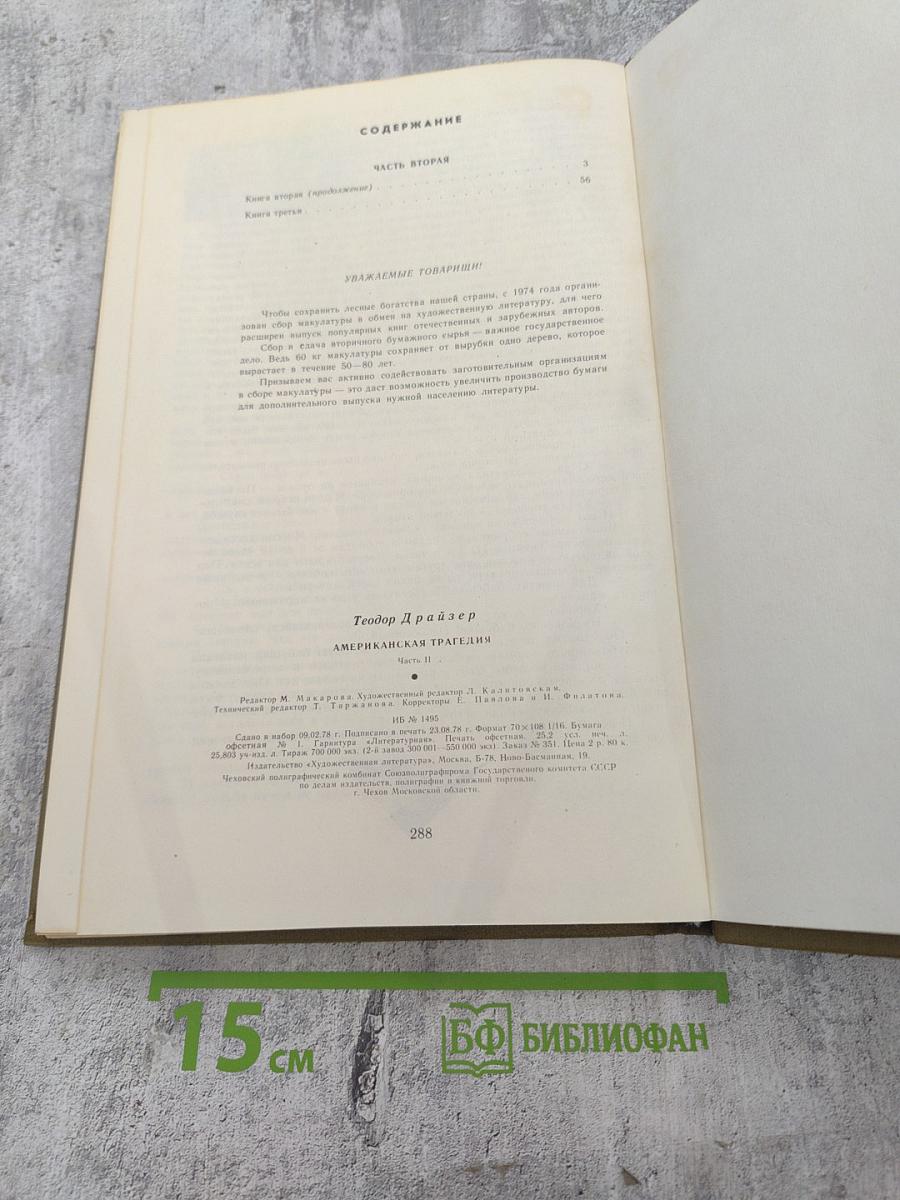 СОДЕРЖАНИЕ
ЧАСТЬ ВТОРАЯ
Книга вторая (продолжение) . . . . . . . . . . . . . 3
Книга третья . . . . . . . . . . . . . . . . . 56
УВАЖАЕМЫЕ ТОВАРИЩИ!
Чтобы сохранить лесные богатства нашей страны, с 1974 года органи-
зован сбор макулатуры в обмен на художественную литературу, для чего
расширен выпуск популярных книг отечественных и зарубежных авторов.
Сбор и сдача вторичного бумажного сырья — важное государственное
дело. Ведь 60 кг макулатуры сохраняет от вырубки одно дерево, которое
вырастает в течение 50—80 лет.
Призываем вас активно содействовать заготовительным организациям
в сборе макулатуры — это даст возможность увеличить производство бумаги
для дополнительного выпуска нужной населению литературы.
Теодор Драйзер
АМЕРИКАНСКАЯ ТРАГЕДИЯ
Часть II
Редактор М. Макарова. Художественный редактор Л. Калитовская.
Технический редактор Т. Таржанова. Корректоры Е. Павлова и И. Филатова.
ИБ № 1495
Сдано в набор 09.02.78 г. Подписано в печать 23.08.78 г. Формат 70×108 1/16. Бумага
офсетная № 1. Гарнитура «Литературная». Печать офсетная. 25,2 усл. печ. л.
25,803 уч-изд. л. Тираж 700 000 экз. (2-й завод 300 001—550 000 экз). Заказ № 351. Цена 2 р. 80 к.
Издательство «Художественная литература», Москва, Б-78, Ново-Басманная, 19.
Чеховский полиграфический комбинат Союзполиграфпрома Государственного комитета СССР
по делам издательств, полиграфии и книжной торговли,
г. Чехов Московской области.
288
15 см
БФ БИБЛИОФАН